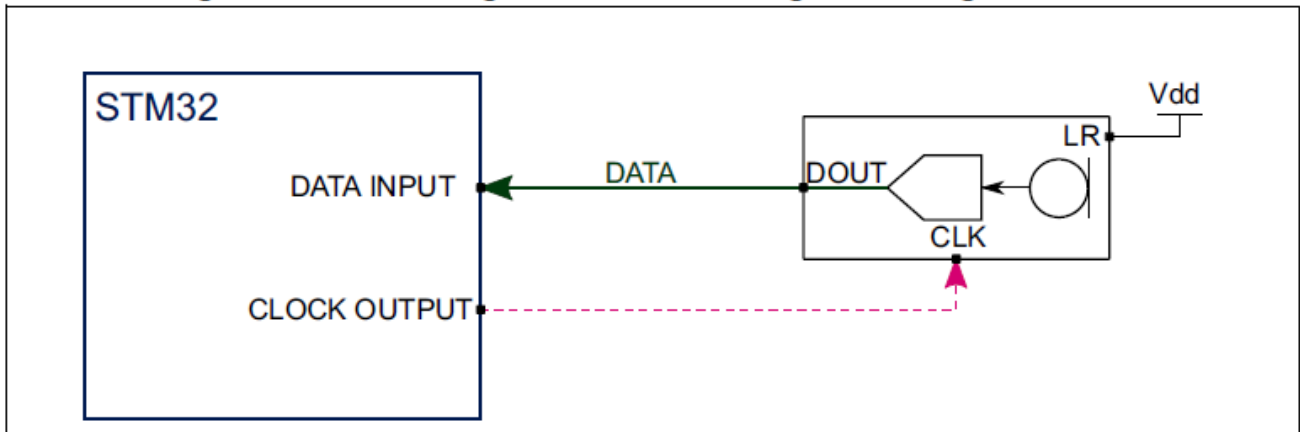 STM32
Vdd
LR
DATA INPUT
DATA
DOUT
CLK
CLOCK OUTPUT